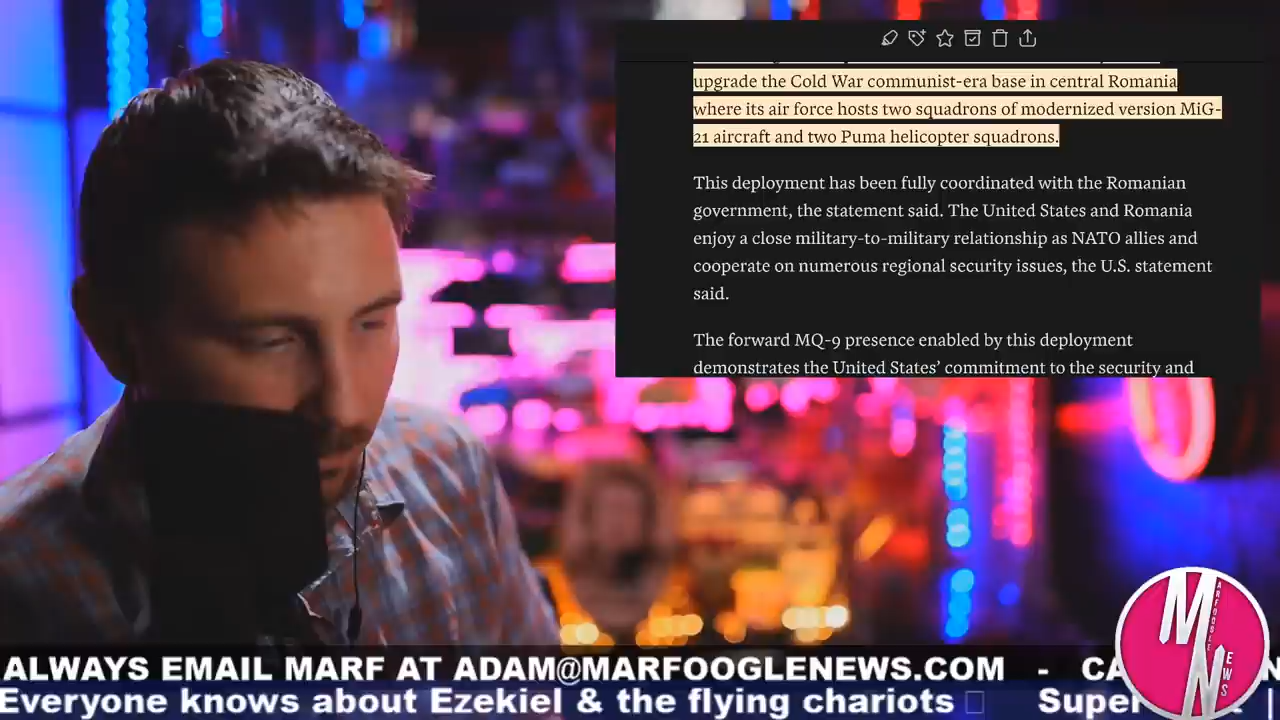 upgrade the Cold War communist-era base in central Romania
where its air force hosts two squadrons of modernized version MiG-
21 aircraft and two Puma helicopter squadrons.
This deployment has been fully coordinated with the Romanian
government, the statement said. The United States and Romania
enjoy a close military-to-military relationship as NATO allies and
cooperate on numerous regional security issues, the U.S. statement
said.
The forward MQ-9 presence enabled by this deployment
demonstrates the United States’ commitment to the security and
MARFOOGLE
NEWS
MN
ALWAYS EMAIL MARF AT ADAM@MARFOOGLENEWS.COM - CA
Everyone knows about Ezekiel & the flying chariots Super